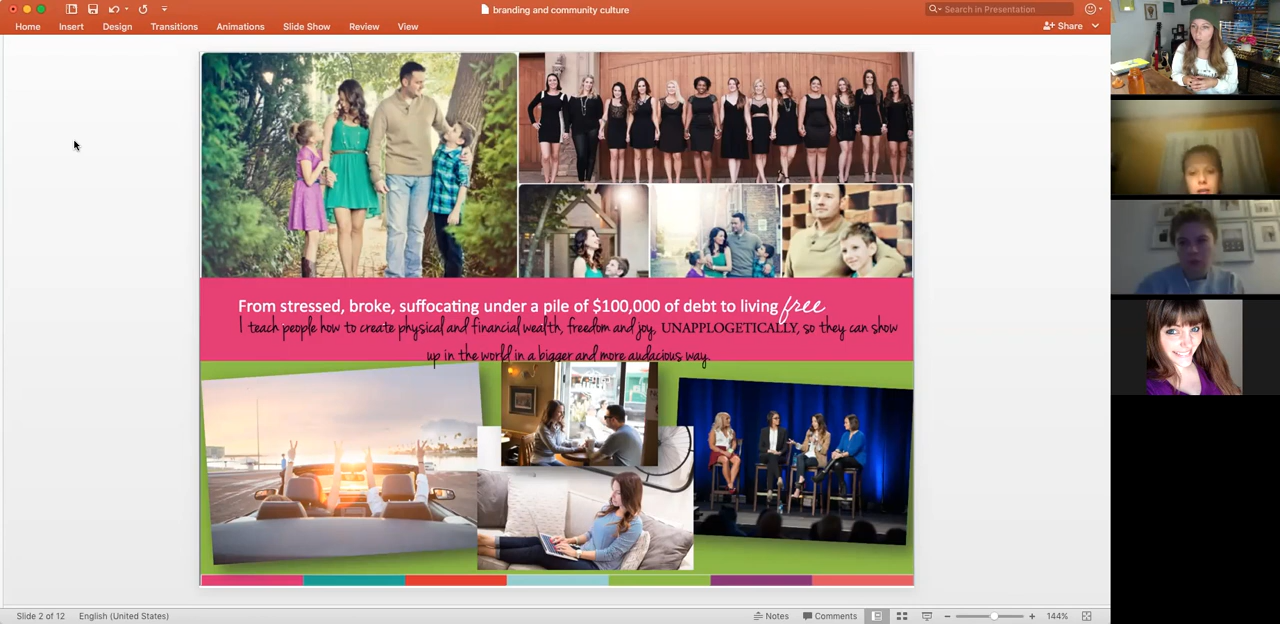 branding and community culture
Search in Presentation
Home Insert Design Transitions Animations Slide Show Review View
Share
From stressed, broke, suffocating under a pile of $100,000 of debt to living free
I teach people how to create physical and financial wealth, freedom and joy, UNAPPLOGETICALLY, so they can show
up in the world in a bigger and more audacious way.
Slide 2 of 12 English (United States) Notes Comments 144%